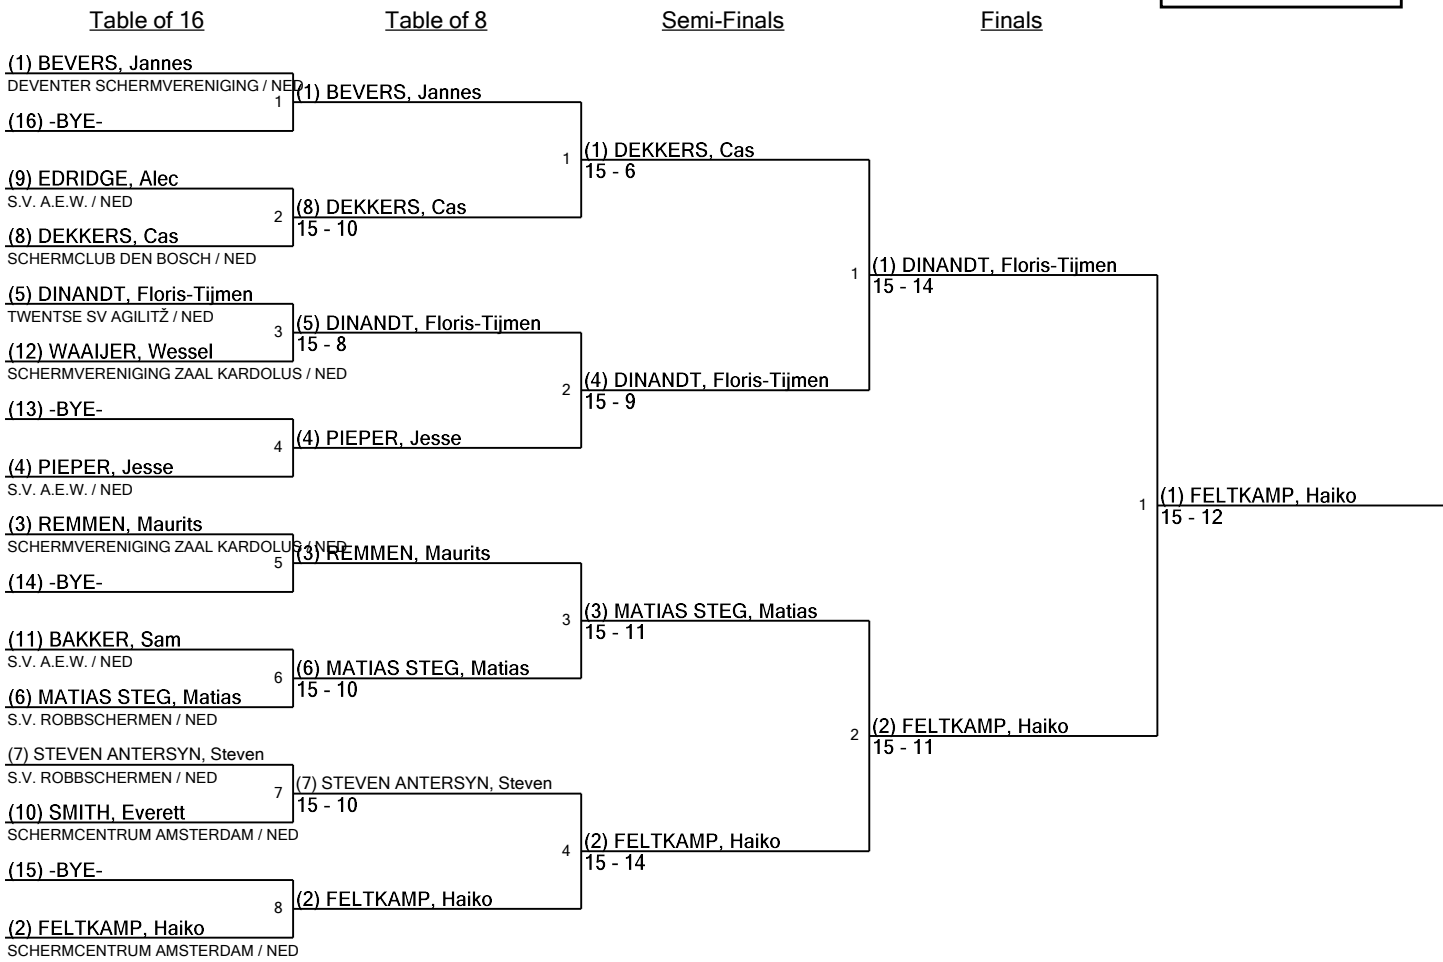 Table of 16
Table of 8
Semi-Finals
Finals
(1) BEVERS, Jannes
DEVENTER SCHERMVERENIGING / NED
1
(16) -BYE-
(9) EDRIDGE, Alec
S.V. A.E.W. / NED
2
(8) DEKKERS, Cas
SCHERMCLUB DEN BOSCH / NED
(5) DINANDT, Floris-Tijmen
TWENTSE SV AGILITŽ / NED
3
(12) WAAIJER, Wessel
SCHERMVERENIGING ZAAL KARDOLUS / NED
(13) -BYE-
4
(4) PIEPER, Jesse
S.V. A.E.W. / NED
(3) REMMEN, Maurits
SCHERMVERENIGING ZAAL KARDOLUS / NED
5
(14) -BYE-
(11) BAKKER, Sam
S.V. A.E.W. / NED
6
(6) MATIAS STEG, Matias
S.V. ROBBSCHERMEN / NED
(7) STEVEN ANTERSYN, Steven
S.V. ROBBSCHERMEN / NED
7
(10) SMITH, Everett
SCHERMCENTRUM AMSTERDAM / NED
(15) -BYE-
8
(2) FELTKAMP, Haiko
SCHERMCENTRUM AMSTERDAM / NED
(1) BEVERS, Jannes
1
(8) DEKKERS, Cas
15 - 10
(5) DINANDT, Floris-Tijmen
15 - 8
2
(4) PIEPER, Jesse
(3) REMMEN, Maurits
3
(6) MATIAS STEG, Matias
15 - 10
(7) STEVEN ANTERSYN, Steven
15 - 10
4
(2) FELTKAMP, Haiko
(1) DEKKERS, Cas
15 - 6
1
(4) DINANDT, Floris-Tijmen
15 - 9
(3) MATIAS STEG, Matias
15 - 11
2
(2) FELTKAMP, Haiko
15 - 14
(1) DINANDT, Floris-Tijmen
15 - 14
1
(2) FELTKAMP, Haiko
15 - 11
(1) FELTKAMP, Haiko
15 - 12